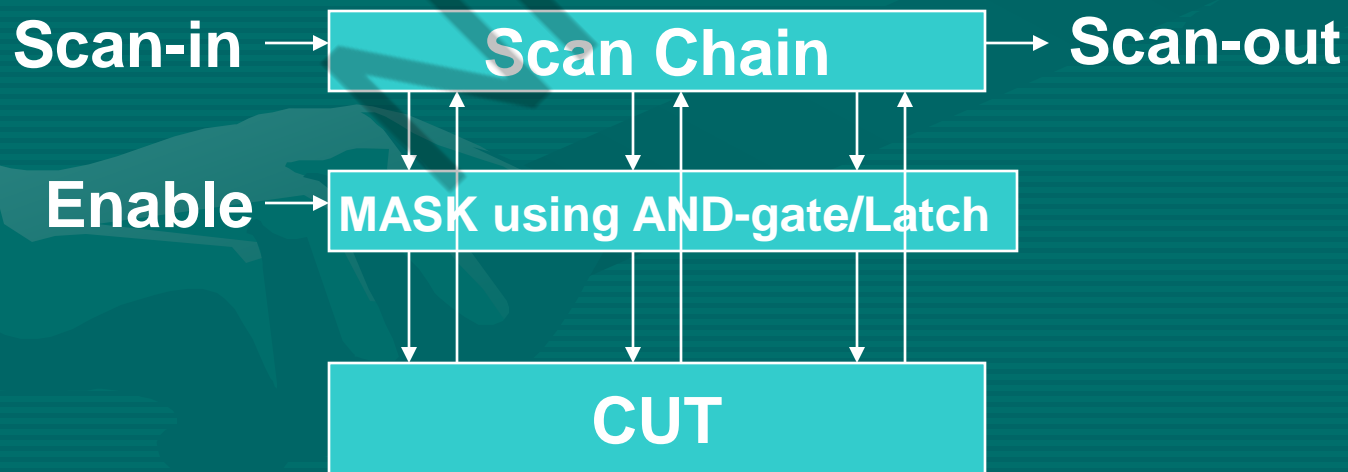 Scan-in
Scan Chain
Scan-out
Enable
MASK using AND-gate/Latch
CUT